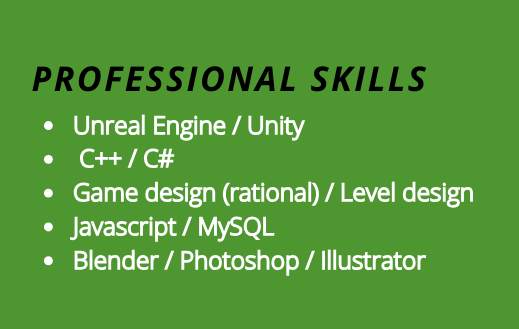 PROFESSIONAL SKILLS
• Unreal Engine / Unity
• C++ / C#
• Game design (rational) / Level design
• Javascript / MySQL
• Blender / Photoshop / Illustrator